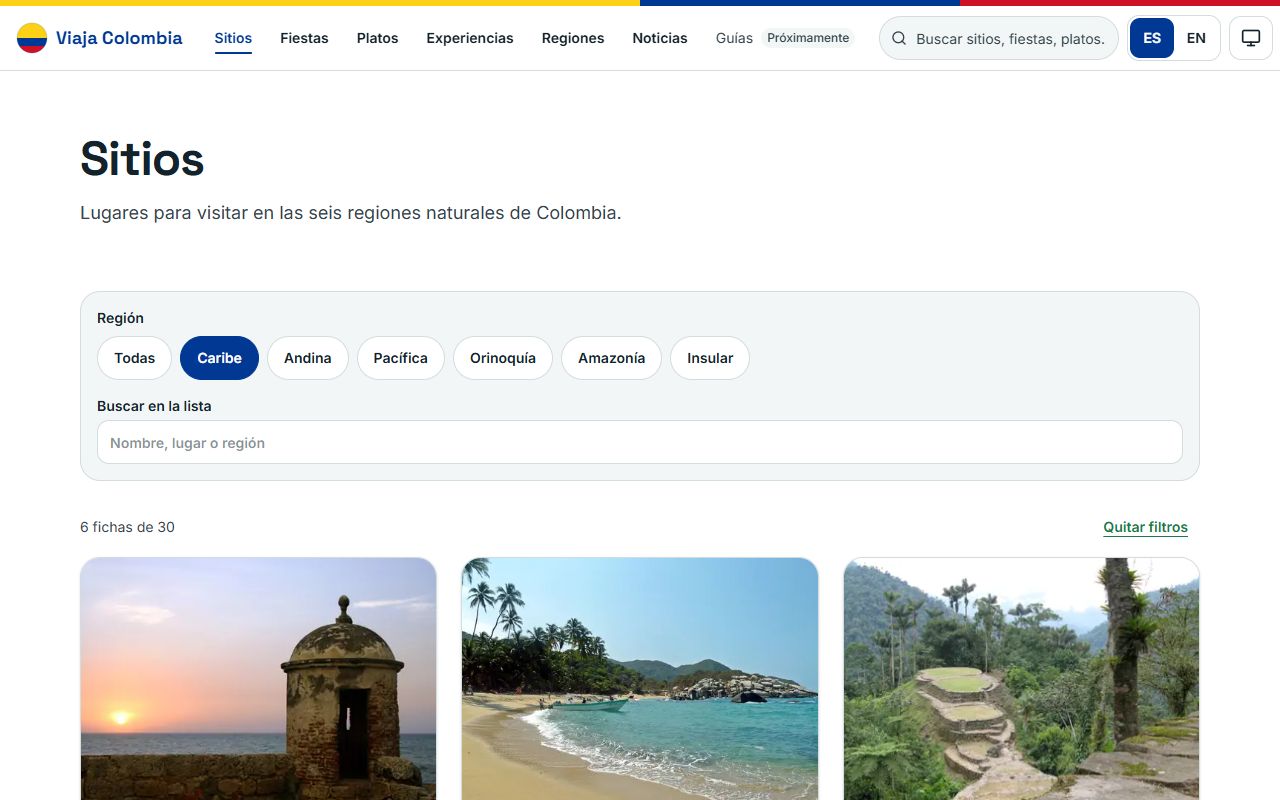 Viaja Colombia
Sitios
Fiestas
Platos
Experiencias
Regiones
Noticias
Guías
Próximamente
Buscar sitios, fiestas, platos.
ES
EN
Sitios
Lugares para visitar en las seis regiones naturales de Colombia.
Región
Todas
Caribe
Andina
Pacífica
Orinoquía
Amazonía
Insular
Buscar en la lista
Nombre, lugar o región
6 fichas de 30
Quitar filtros